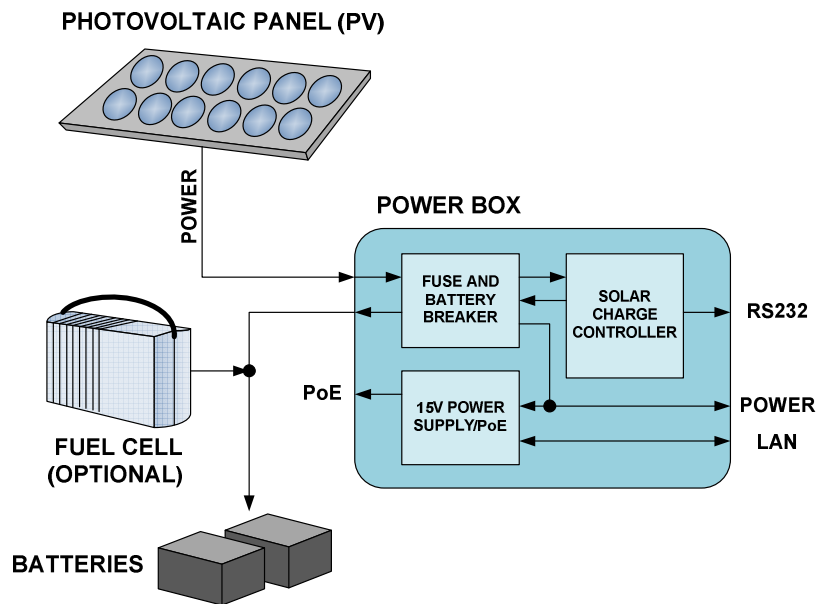 PHOTOVOLTAIC PANEL (PV)
POWER
POWER BOX
FUSE AND
BATTERY
BREAKER
SOLAR
CHARGE
CONTROLLER
RS232
PoE
15V POWER
SUPPLY/PoE
POWER
LAN
FUEL CELL
(OPTIONAL)
BATTERIES